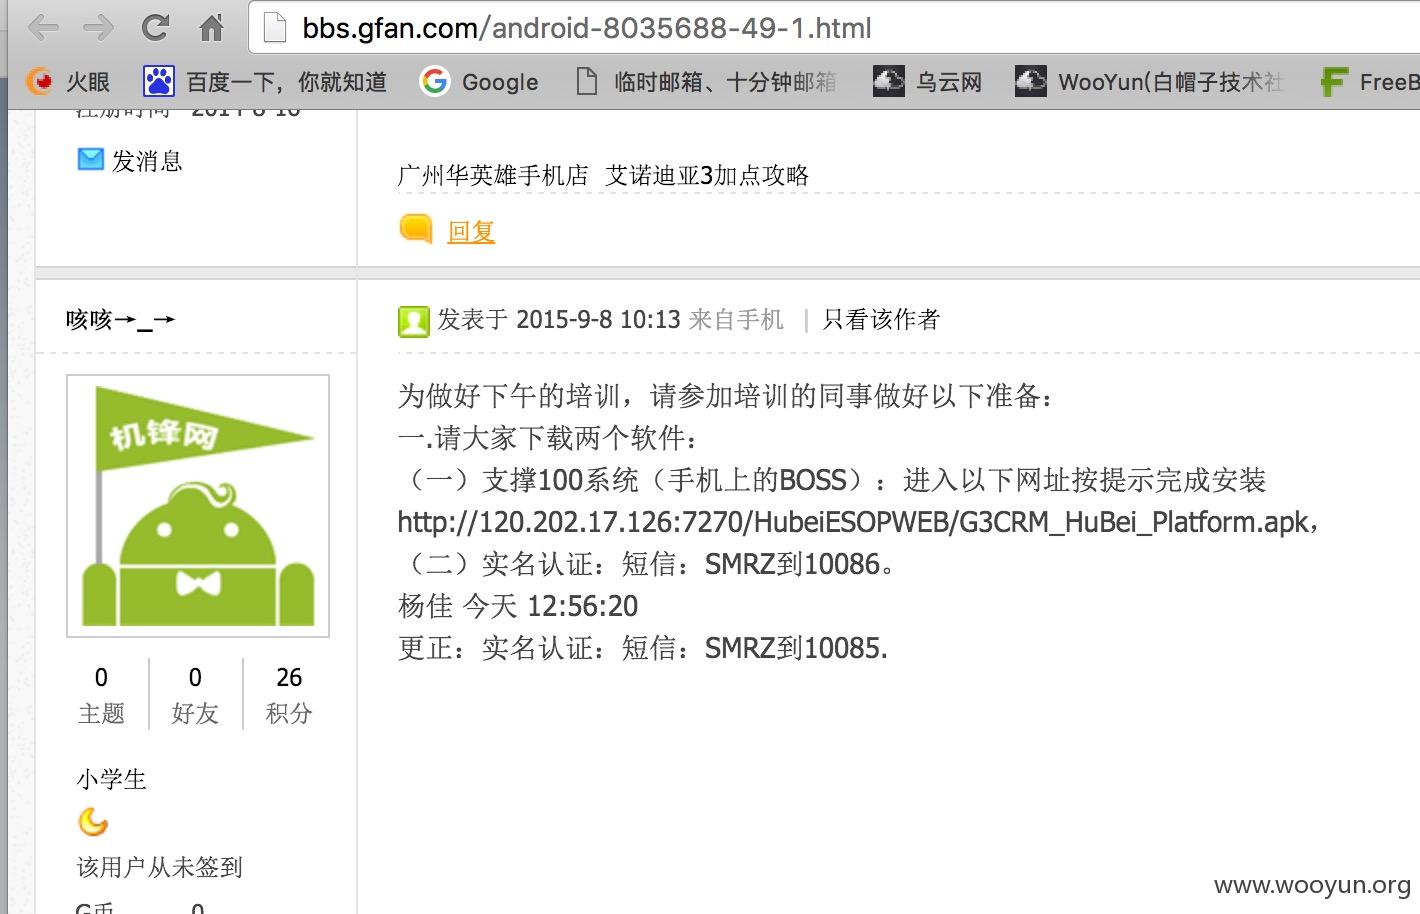 bbs.gfan.com/android-8035688-49-1.html
火眼 百度一下，你就知道 Google 临时邮箱、十分钟邮箱 乌云网 WooYun(白帽子技术社 FreeB
注册时间 2014-8-16
发消息
广州华英雄手机店 艾诺迪亚3加点攻略
回复
咳咳→_→
发表于 2015-9-8 10:13 来自手机 | 只看该作者
机锋网
为做好下午的培训，请参加培训的同事做好以下准备：
一.请大家下载两个软件：
（一）支撑100系统（手机上的BOSS）：进入以下网址按提示完成安装
http://120.202.17.126:7270/HubeiESOPWEB/G3CRM_HuBei_Platform.apk，
（二）实名认证：短信：SMRZ到10086。
杨佳 今天 12:56:20
更正：实名认证：短信：SMRZ到10085.
0 0 26
主题 好友 积分
小学生
该用户从未签到
G币 0
www.wooyun.org